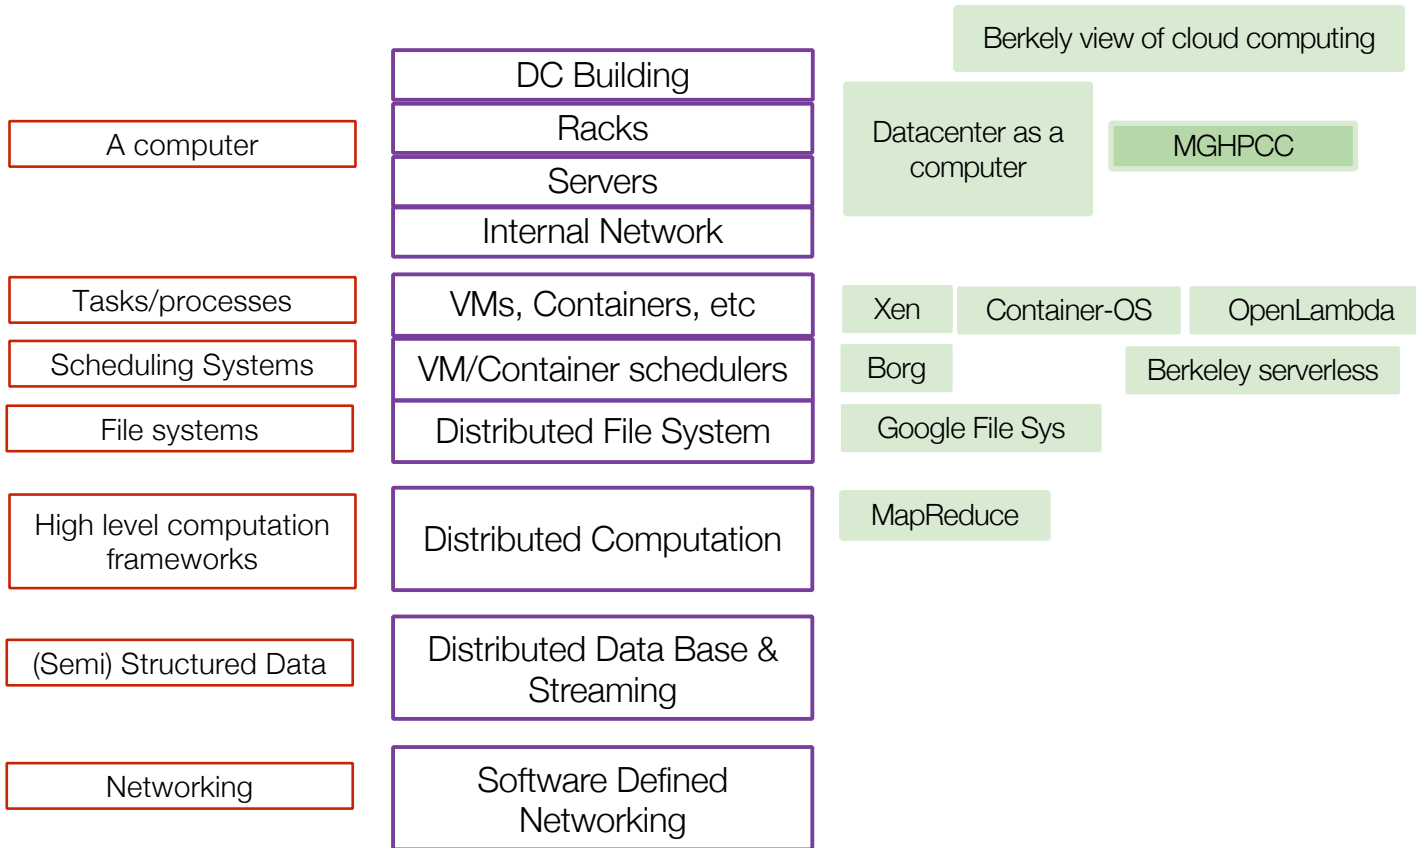 Berkely view of cloud computing
DC Building
A computer
Racks
Datacenter as a
computer
MGHPCC
Servers
Internal Network
Tasks/processes
VMs, Containers, etc
Xen
Container-OS
OpenLambda
Scheduling Systems
VM/Container schedulers
Borg
Berkeley serverless
File systems
Distributed File System
Google File Sys
High level computation
frameworks
Distributed Computation
MapReduce
(Semi) Structured Data
Distributed Data Base &
Streaming
Networking
Software Defined
Networking